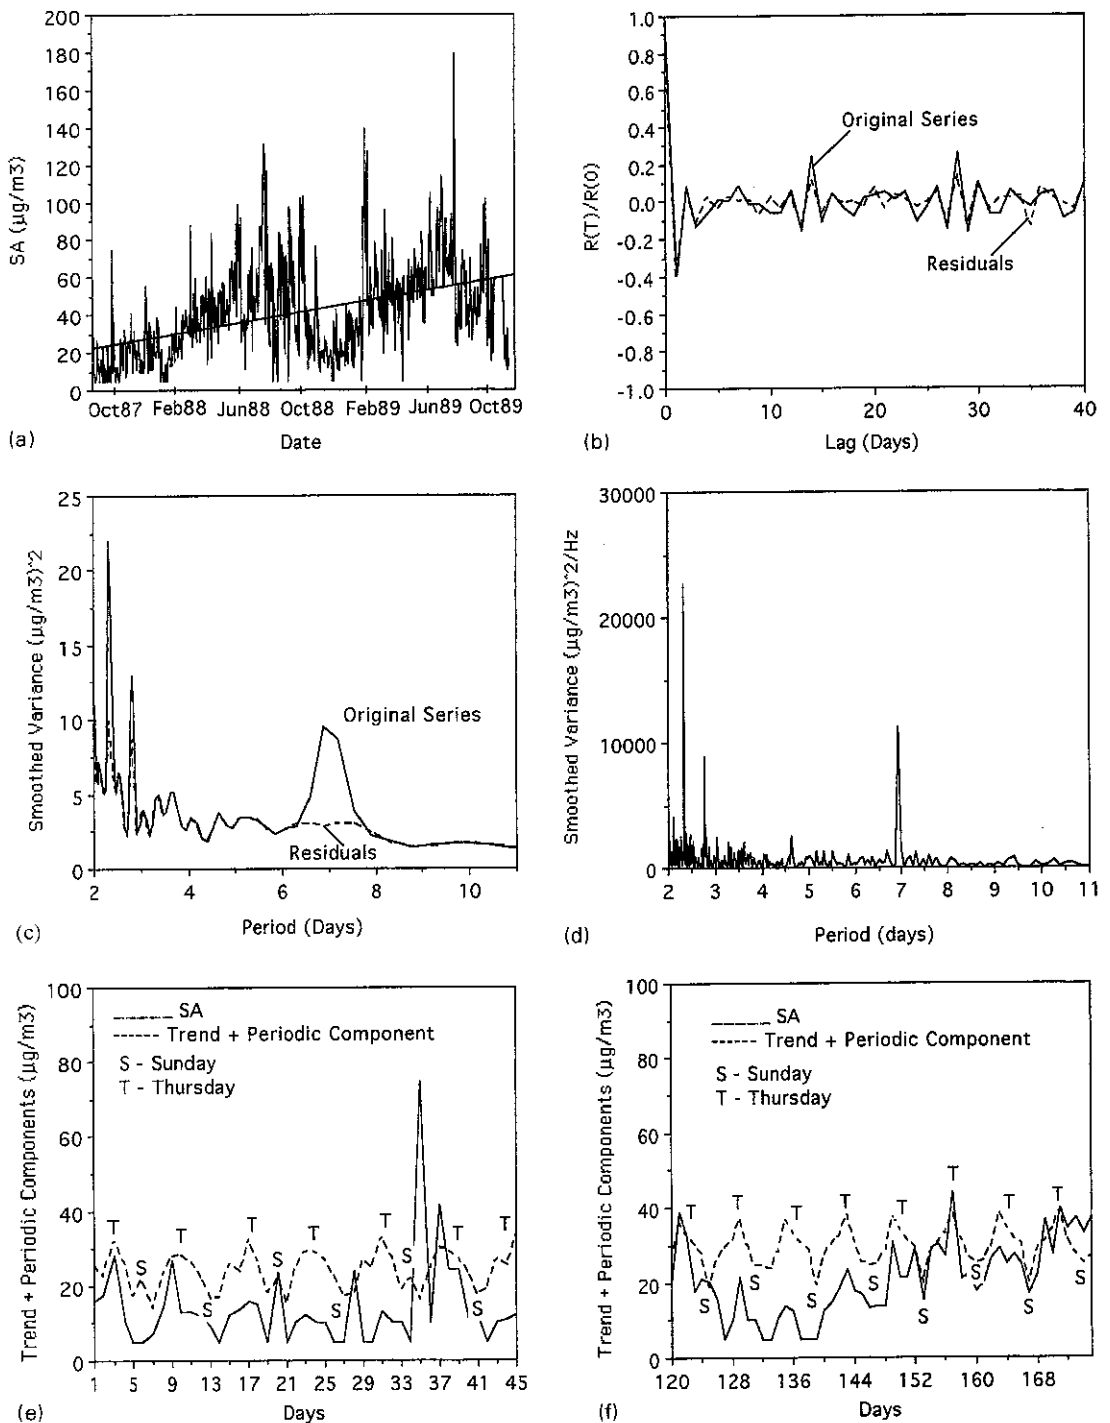 200
180
160
140
120
100
80
60
40
20
0
SA (µg/m3)
Oct87 Feb88 Jun88 Oct88 Feb89 Jun89 Oct89
Date
(a)
1.0
0.8
0.6
0.4
0.2
0.0
-0.2
-0.4
-0.6
-0.8
-1.0
R(T)/R(0)
Original Series
Residuals
0 10 20 30 40
Lag (Days)
(b)
25
20
15
10
5
0
Smoothed Variance (µg/m3)^2
Original Series
Residuals
2 4 6 8 10
Period (Days)
(c)
30000
20000
10000
0
Smoothed Variance (µg/m3)^2/Hz
2 3 4 5 6 7 8 9 10 11
Period (days)
(d)
100
80
60
40
20
0
Trend + Periodic Components (µg/m3)
SA
Trend + Periodic Component
S - Sunday
T - Thursday
T T T T T T T
S S S S S S
1 5 9 13 17 21 25 29 33 37 41 45
Days
(e)
100
80
60
40
20
0
Trend + Periodic Components (µg/m3)
SA
Trend + Periodic Component
S - Sunday
T - Thursday
T T T T T T T T
S S S S S S S S
120 128 136 144 152 160 168
Days
(f)